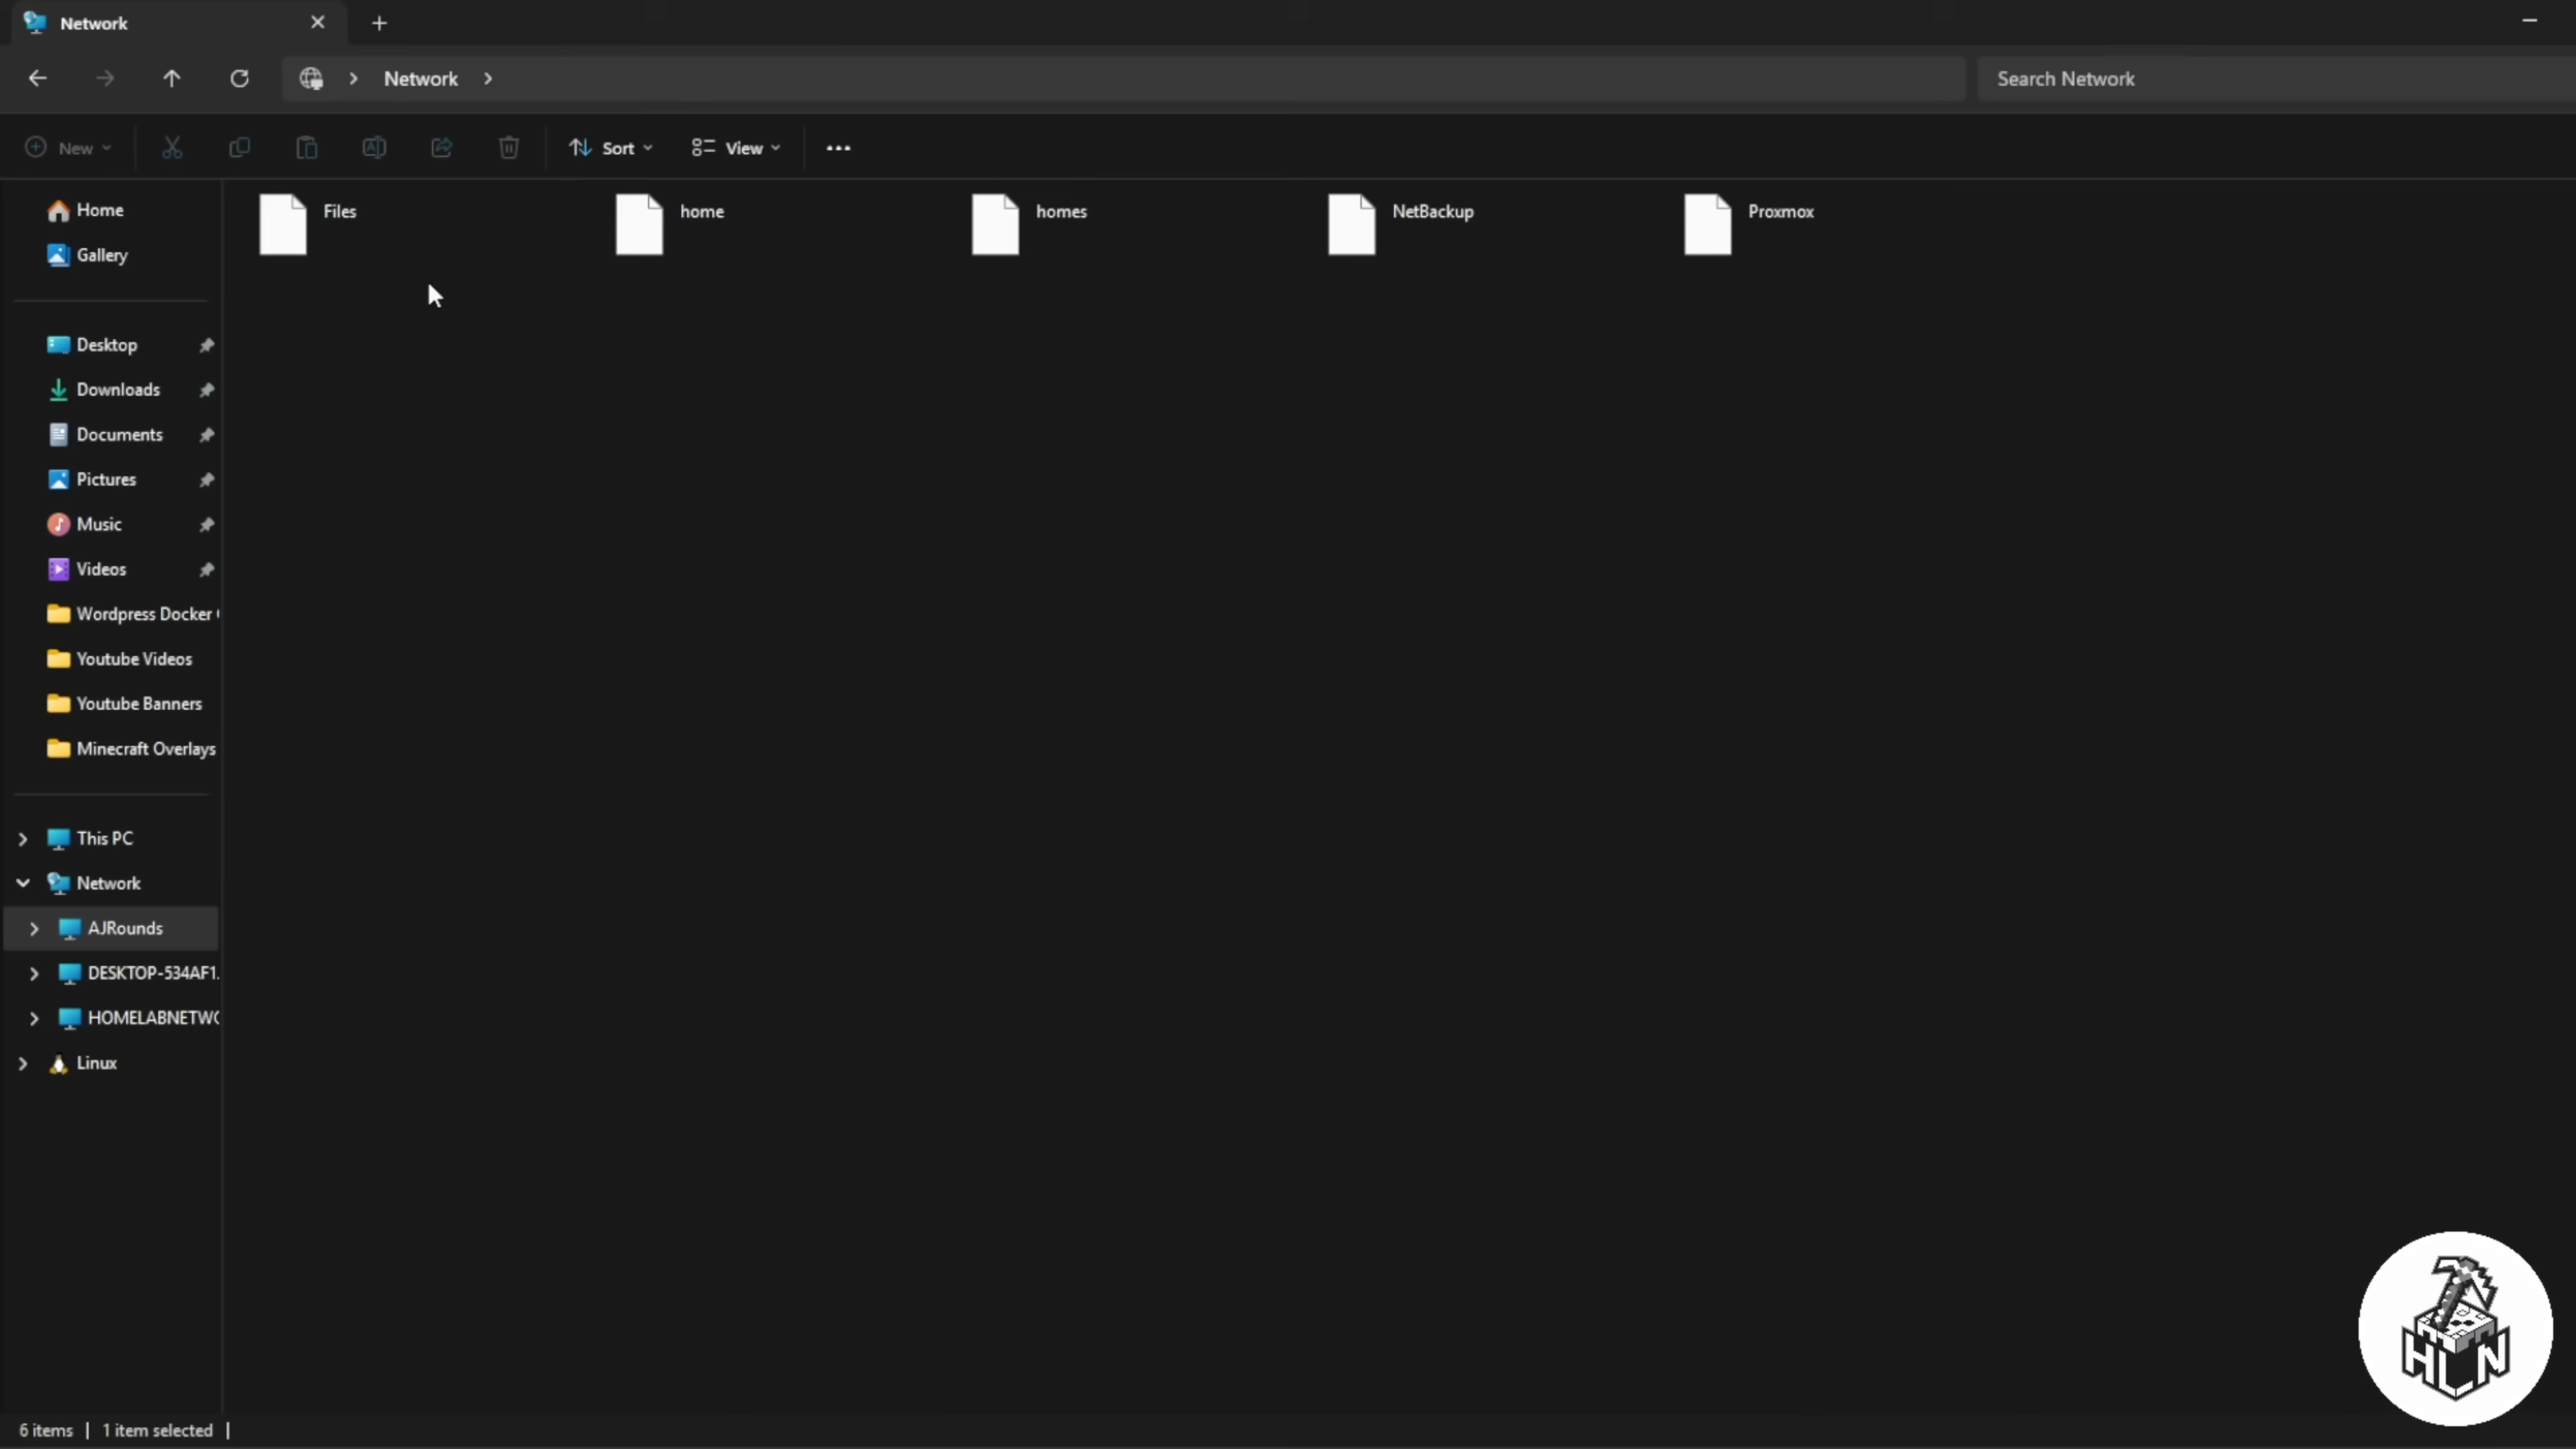 Network
Network
Search Network
New
Sort
View
Home
Gallery
Desktop
Downloads
Documents
Pictures
Music
Videos
Wordpress Docker
Youtube Videos
Youtube Banners
Minecraft Overlays
This PC
Network
AJRounds
DESKTOP-534AF1.
HOMELABNETWO
Linux
Files
home
homes
NetBackup
Proxmox
HLN
6 items
1 item selected